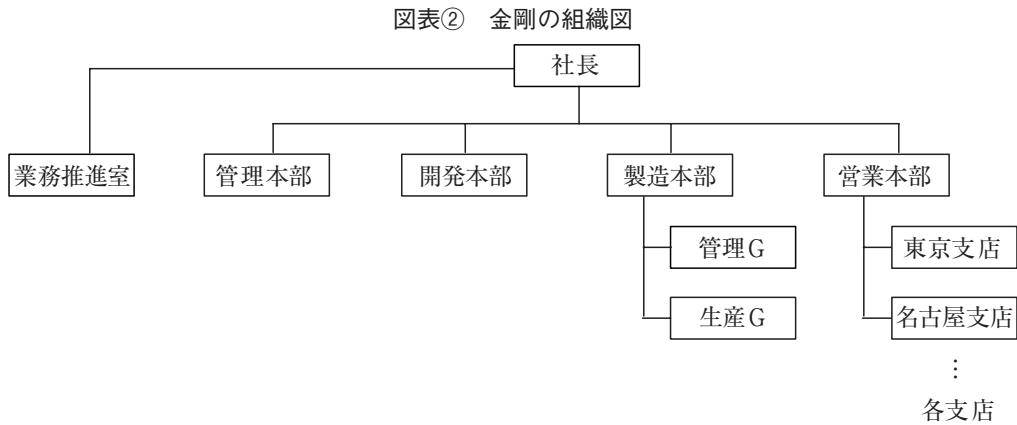 図表② 金剛の組織図
社長
業務推進室
管理本部
開発本部
製造本部
営業本部
管理G
東京支店
生産G
名古屋支店
⋮
各支店